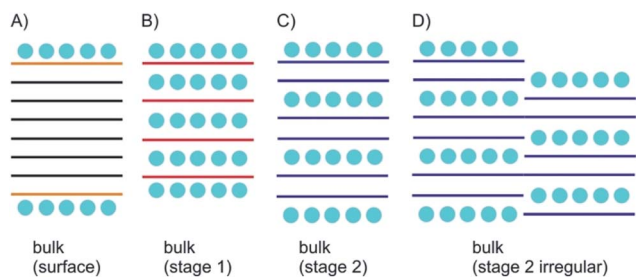 A)
B)
C)
D)
bulk
(surface)
bulk
(stage 1)
bulk
(stage 2)
bulk
(stage 2 irregular)